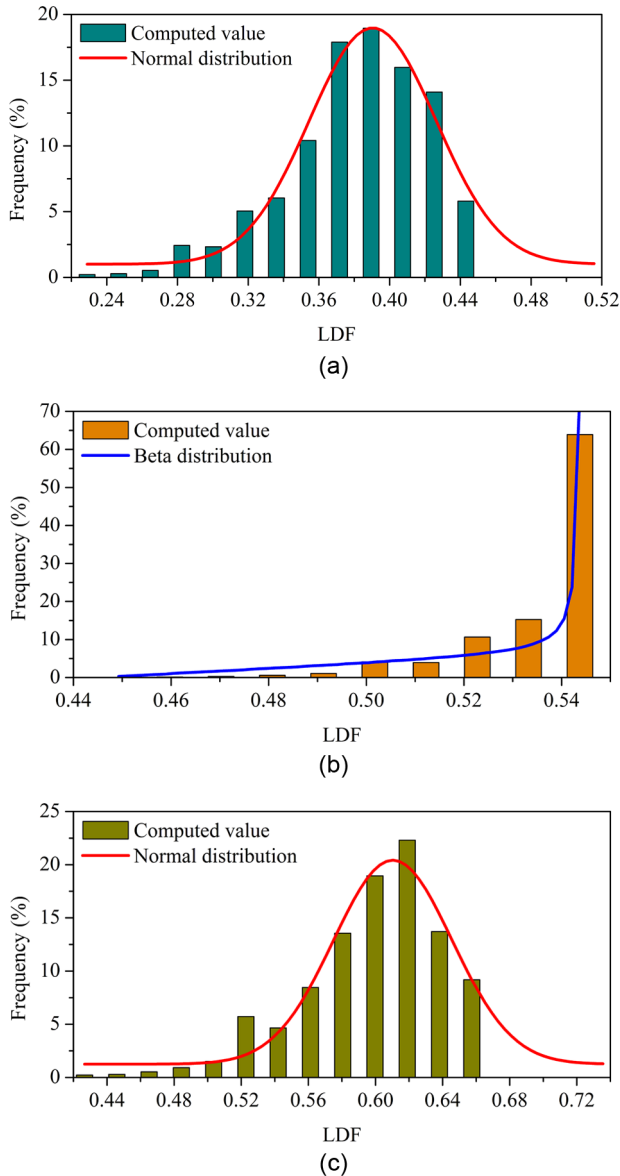 20
15
10
5
0
Frequency (%)
Computed value
Normal distribution
0.24 0.28 0.32 0.36 0.40 0.44 0.48 0.52
LDF
(a)
70
60
50
40
30
20
10
0
Frequency (%)
Computed value
Beta distribution
0.44 0.46 0.48 0.50 0.52 0.54
LDF
(b)
25
20
15
10
5
0
Frequency (%)
Computed value
Normal distribution
0.44 0.48 0.52 0.56 0.60 0.64 0.68 0.72
LDF
(c)